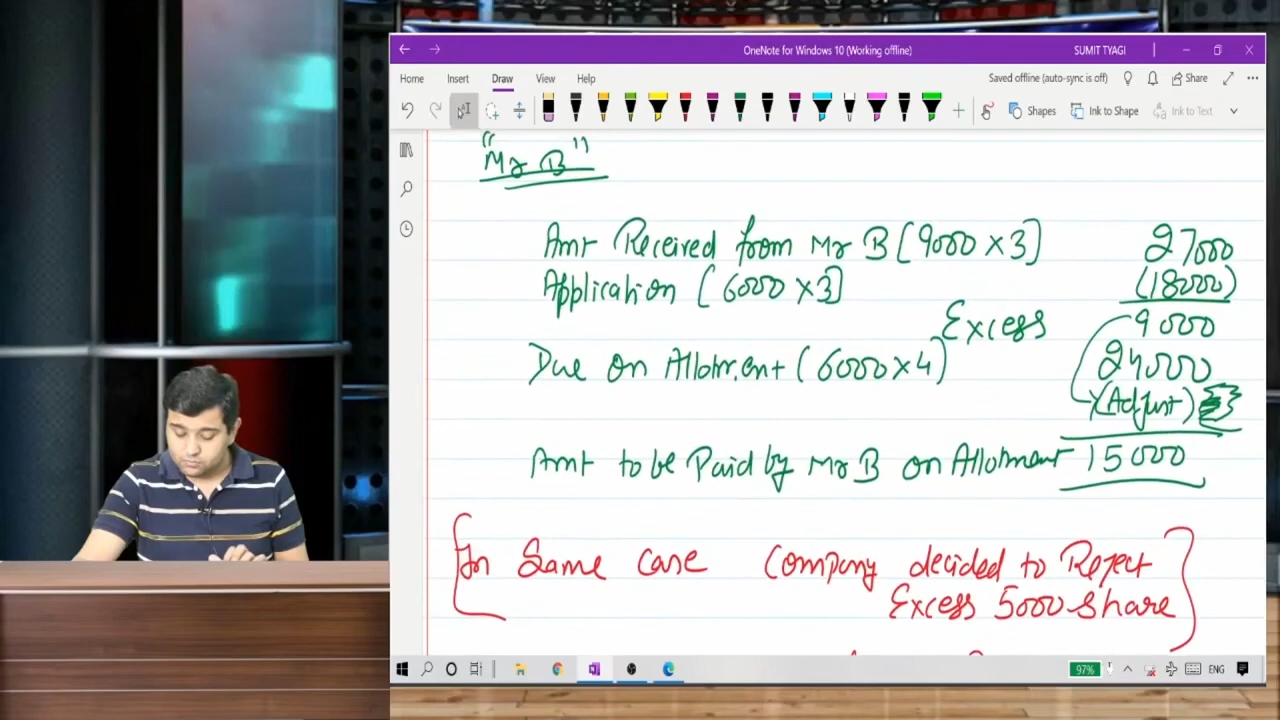 OneNote for Windows 10 (Working offline)
SUMIT TYAGI
Home Insert Draw View Help
Saved offline (auto-sync is off)
Share
Shapes
Ink to Shape
Ink to Text
"Mr B"
Amt Received from Mr B [9000 × 3] 27000
Application [6000 × 3] (18000)
Excess 9000
Due on Allotment (6000 × 4) 24000
(Adjust)
Amt to be Paid by Mr B on Allotment 15000
In Same Case Company decided to Reject
Excess 5000 Share
97%
ENG